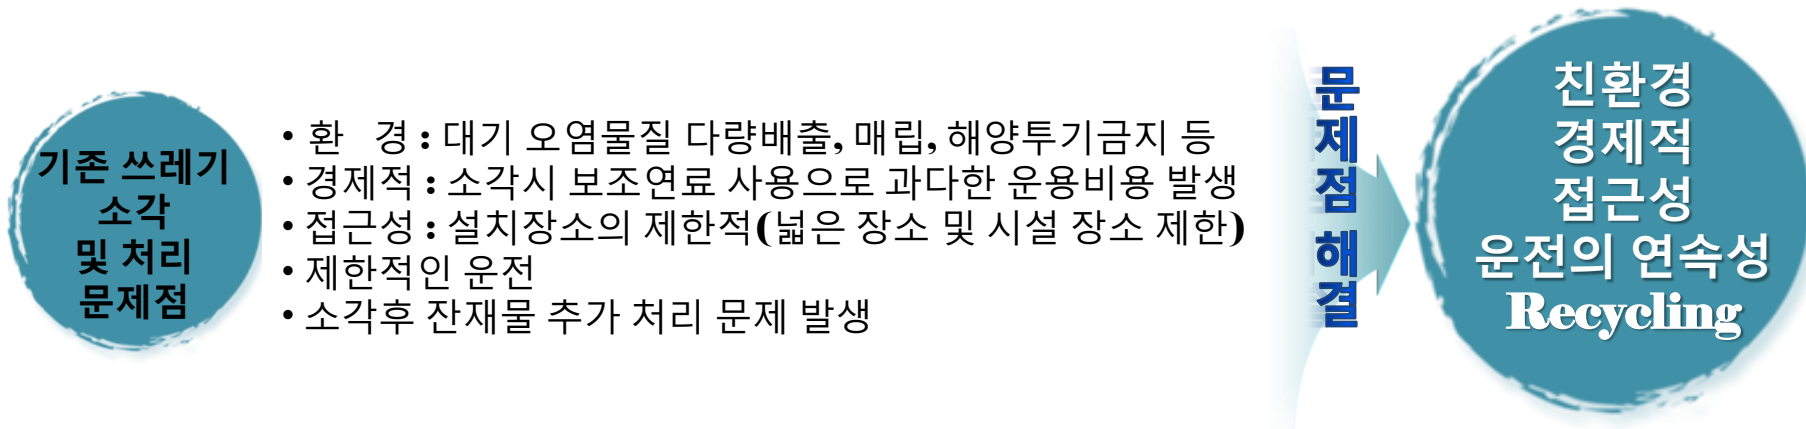 기존 쓰레기
소각
및 처리
문제점
• 환 경 : 대기 오염물질 다량배출, 매립, 해양투기금지 등
• 경제적 : 소각시 보조연료 사용으로 과다한 운용비용 발생
• 접근성 : 설치장소의 제한적(넓은 장소 및 시설 장소 제한)
• 제한적인 운전
• 소각후 잔재물 추가 처리 문제 발생
문제점 해결
친환경
경제적
접근성
운전의 연속성
Recycling